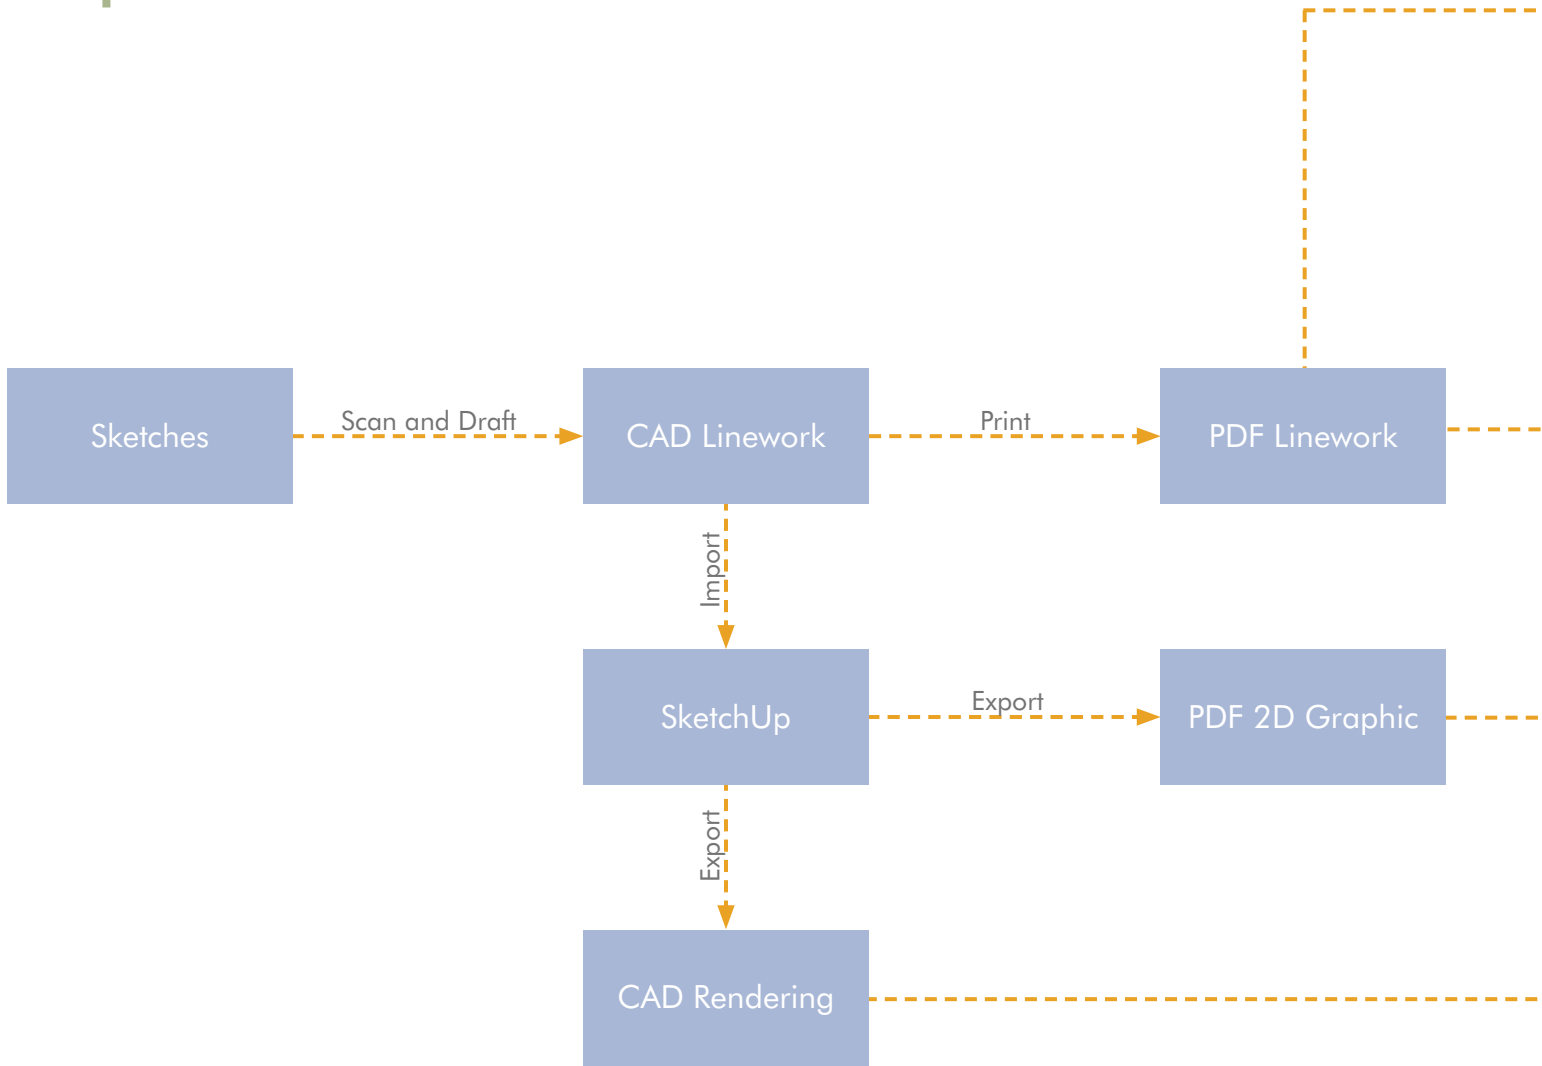 Sketches
Scan and Draft
CAD Linework
Print
PDF Linework
Import
SketchUp
Export
PDF 2D Graphic
Export
CAD Rendering